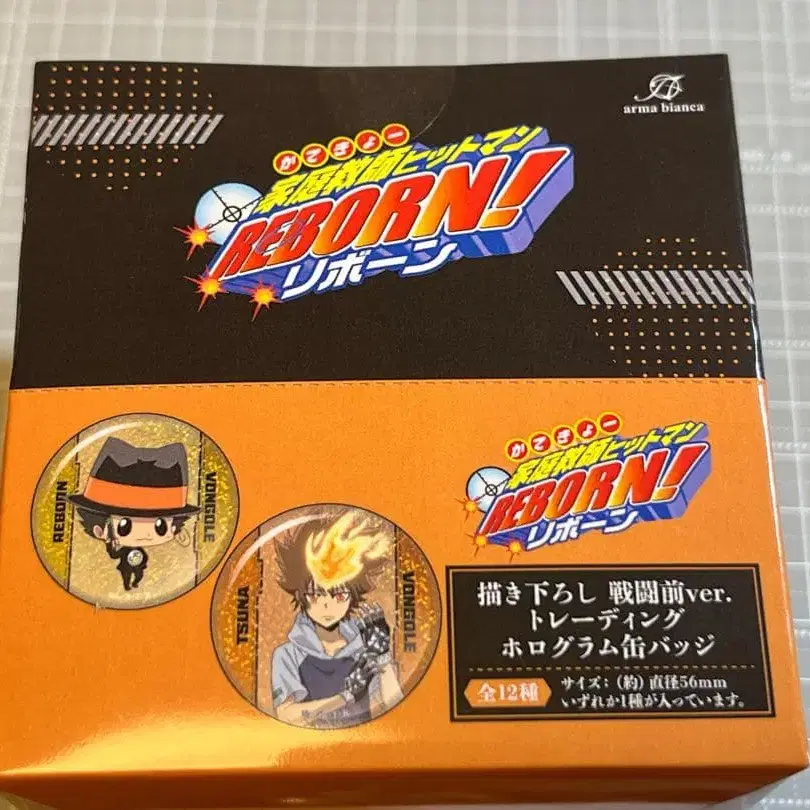 arma bianca
かてきょー
家庭教師ヒットマン
REBORN!
リボーン
かてきょー
家庭教師ヒットマン
REBORN!
リボーン
REBORN
VONGOLE
TSUNA
VONGOLE
描き下ろし 戦闘前ver.
トレーディング
ホログラム缶バッジ
全12種
サイズ:(約)直径56mm
いずれか1種が入っています。